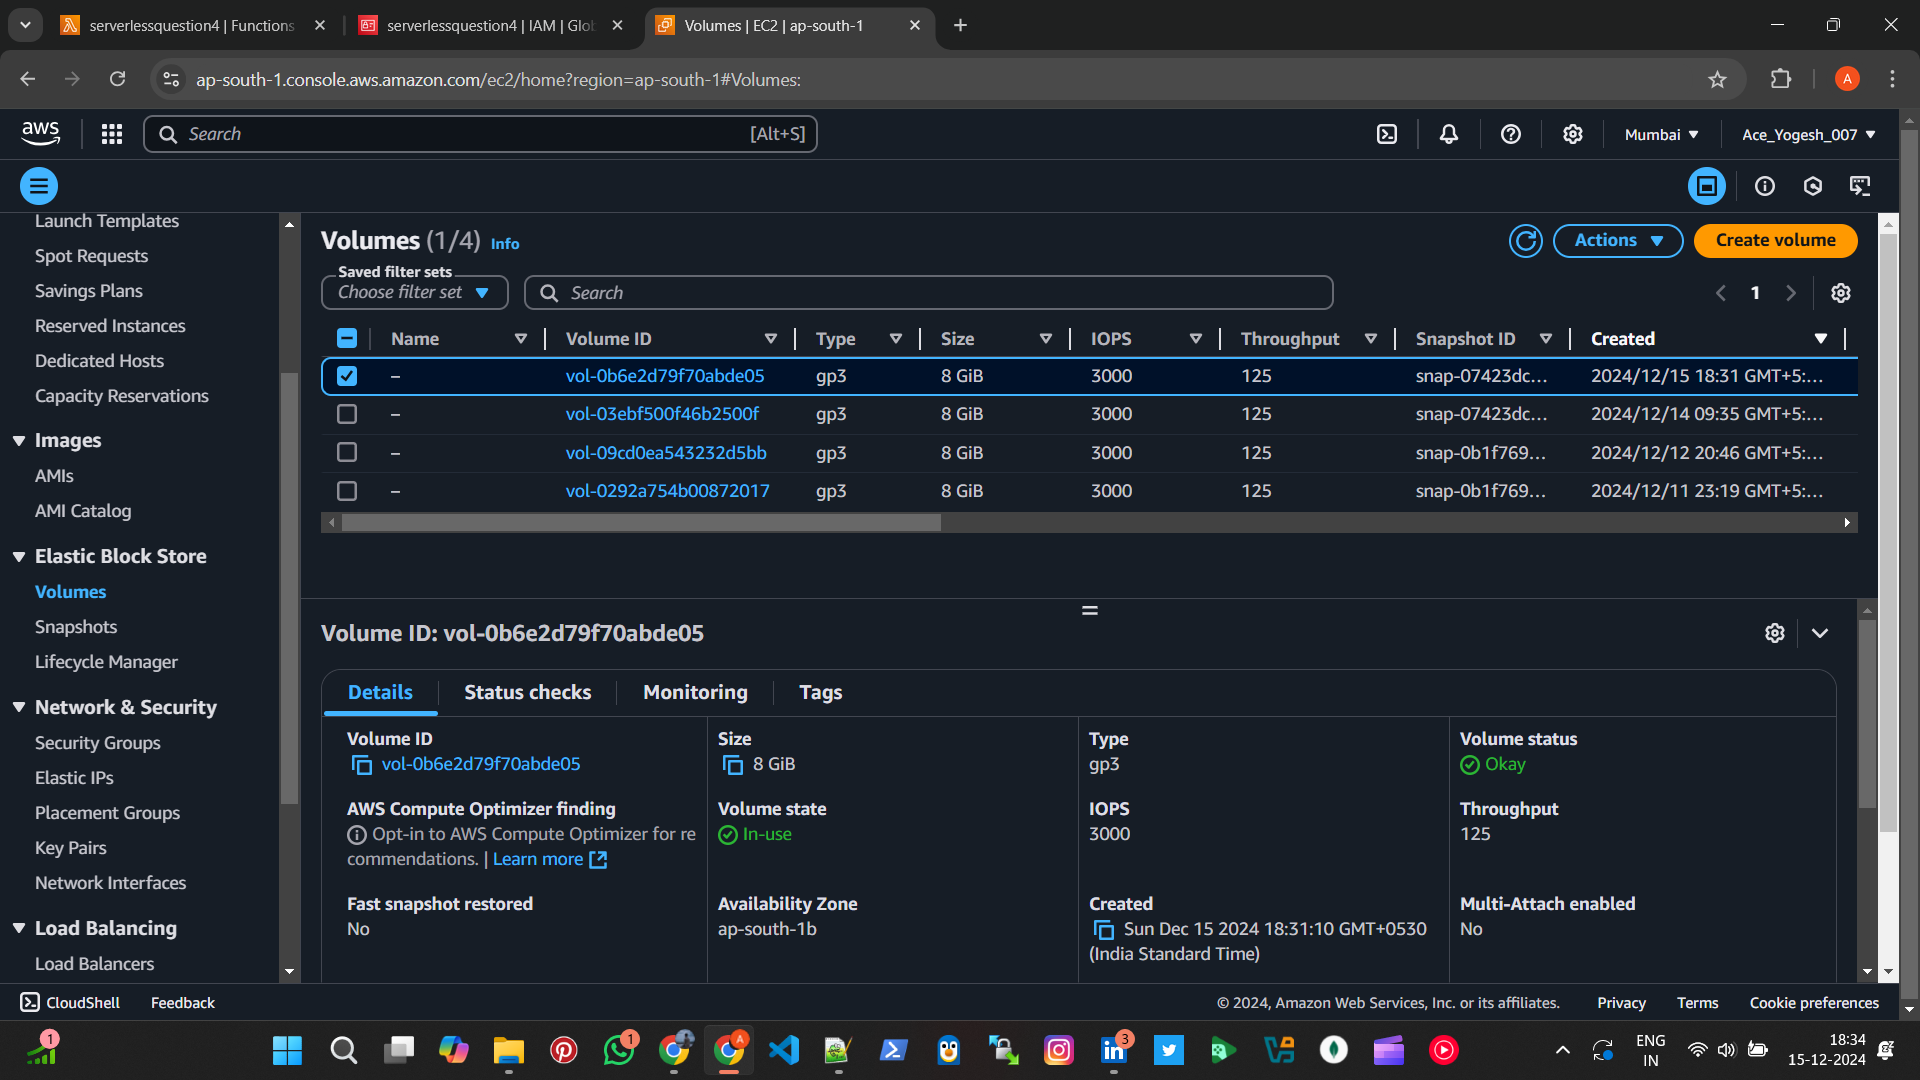 serverlessquestion4 | Functions
serverlessquestion4 | IAM | Glob
Volumes | EC2 | ap-south-1
ap-south-1.console.aws.amazon.com/ec2/home?region=ap-south-1#Volumes:
A
aws
Search
[Alt+S]
Mumbai
Ace_Yogesh_007
Launch Templates
Spot Requests
Savings Plans
Reserved Instances
Dedicated Hosts
Capacity Reservations
Images
AMIs
AMI Catalog
Elastic Block Store
Volumes
Snapshots
Lifecycle Manager
Network & Security
Security Groups
Elastic IPs
Placement Groups
Key Pairs
Network Interfaces
Load Balancing
Load Balancers
Volumes (1/4) Info
Actions
Create volume
Saved filter sets
Choose filter set
Search
1
Name Volume ID Type Size IOPS Throughput Snapshot ID Created
– vol-0b6e2d79f70abde05 gp3 8 GiB 3000 125 snap-07423dc... 2024/12/15 18:31 GMT+5:...
– vol-03ebf500f46b2500f gp3 8 GiB 3000 125 snap-07423dc... 2024/12/14 09:35 GMT+5:...
– vol-09cd0ea543232d5bb gp3 8 GiB 3000 125 snap-0b1f769... 2024/12/12 20:46 GMT+5:...
– vol-0292a754b00872017 gp3 8 GiB 3000 125 snap-0b1f769... 2024/12/11 23:19 GMT+5:...
Volume ID: vol-0b6e2d79f70abde05
Details Status checks Monitoring Tags
Volume ID
vol-0b6e2d79f70abde05
Size
8 GiB
Type
gp3
Volume status
Okay
AWS Compute Optimizer finding
Opt-in to AWS Compute Optimizer for re
commendations. | Learn more
Volume state
In-use
IOPS
3000
Throughput
125
Fast snapshot restored
No
Availability Zone
ap-south-1b
Created
Sun Dec 15 2024 18:31:10 GMT+0530
(India Standard Time)
Multi-Attach enabled
No
CloudShell Feedback
© 2024, Amazon Web Services, Inc. or its affiliates. Privacy Terms Cookie preferences
1
1
A
3
ENG
IN
18:34
15-12-2024